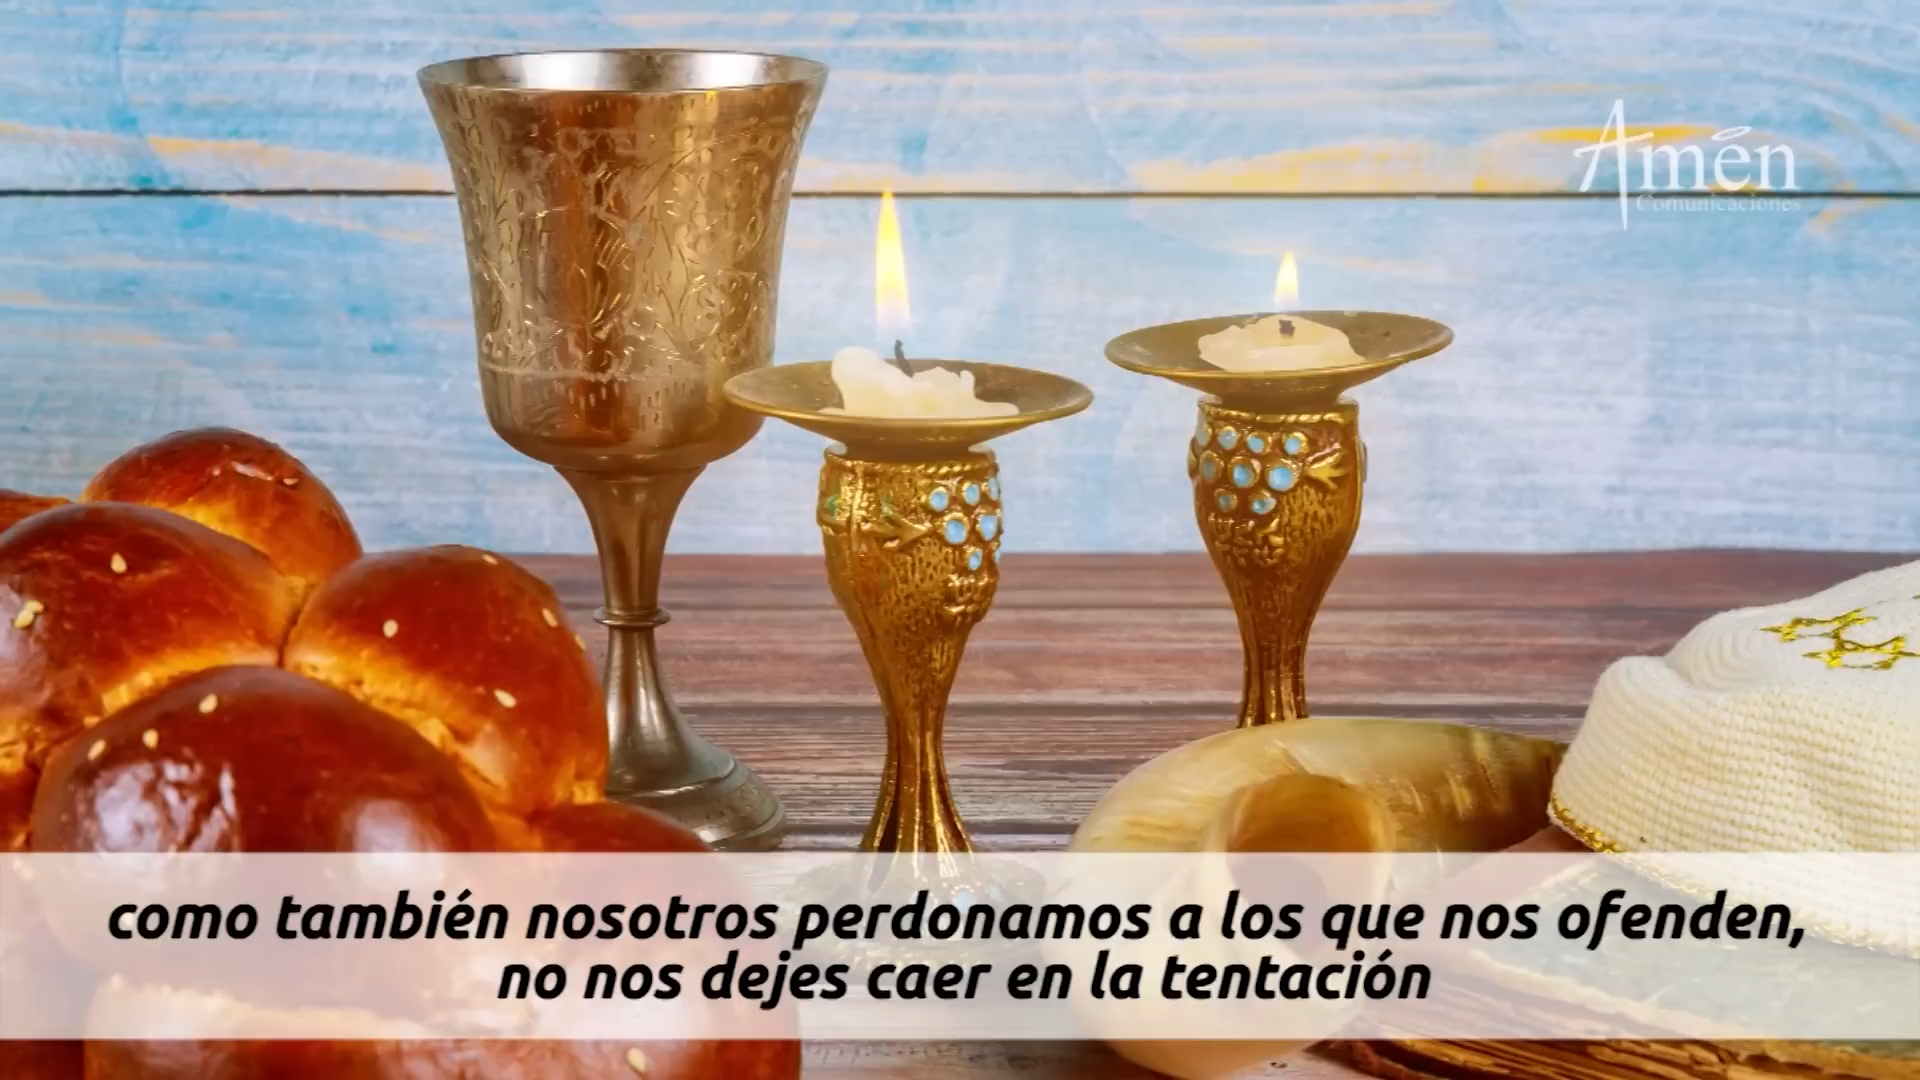 Amén
Comunicaciones
como también nosotros perdonamos a los que nos ofenden,
no nos dejes caer en la tentación